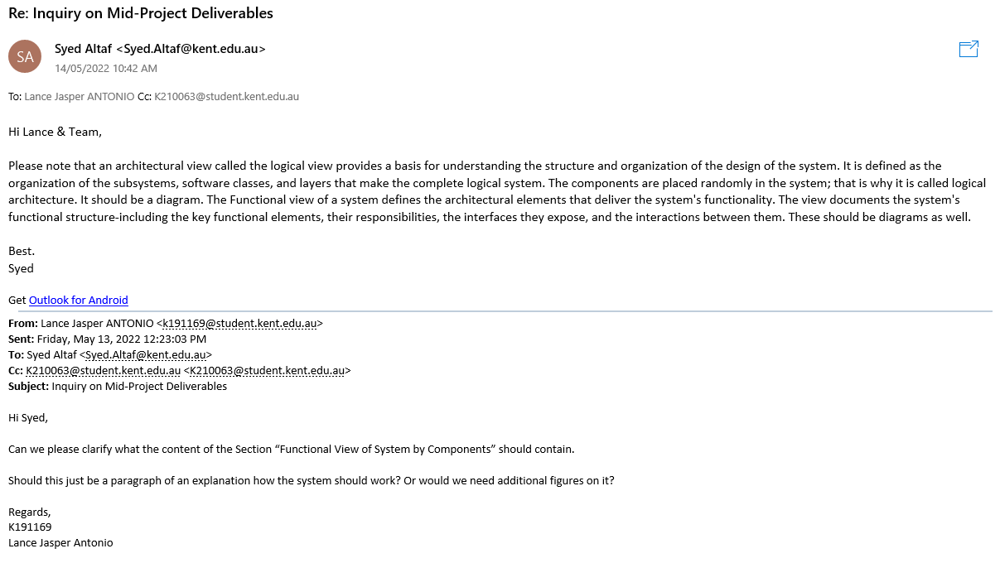 Re: Inquiry on Mid-Project Deliverables
SA
Syed Altaf <Syed.Altaf@kent.edu.au>
14/05/2022 10:42 AM
To: Lance Jasper ANTONIO Cc: K210063@student.kent.edu.au
Hi Lance & Team,
Please note that an architectural view called the logical view provides a basis for understanding the structure and organization of the design of the system. It is defined as the
organization of the subsystems, software classes, and layers that make the complete logical system. The components are placed randomly in the system; that is why it is called logical
architecture. It should be a diagram. The Functional view of a system defines the architectural elements that deliver the system's functionality. The view documents the system's
functional structure-including the key functional elements, their responsibilities, the interfaces they expose, and the interactions between them. These should be diagrams as well.
Best.
Syed
Get Outlook for Android
From: Lance Jasper ANTONIO <k191169@student.kent.edu.au>
Sent: Friday, May 13, 2022 12:23:03 PM
To: Syed Altaf <Syed.Altaf@kent.edu.au>
Cc: K210063@student.kent.edu.au <K210063@student.kent.edu.au>
Subject: Inquiry on Mid-Project Deliverables
Hi Syed,
Can we please clarify what the content of the Section “Functional View of System by Components” should contain.
Should this just be a paragraph of an explanation how the system should work? Or would we need additional figures on it?
Regards,
K191169
Lance Jasper Antonio